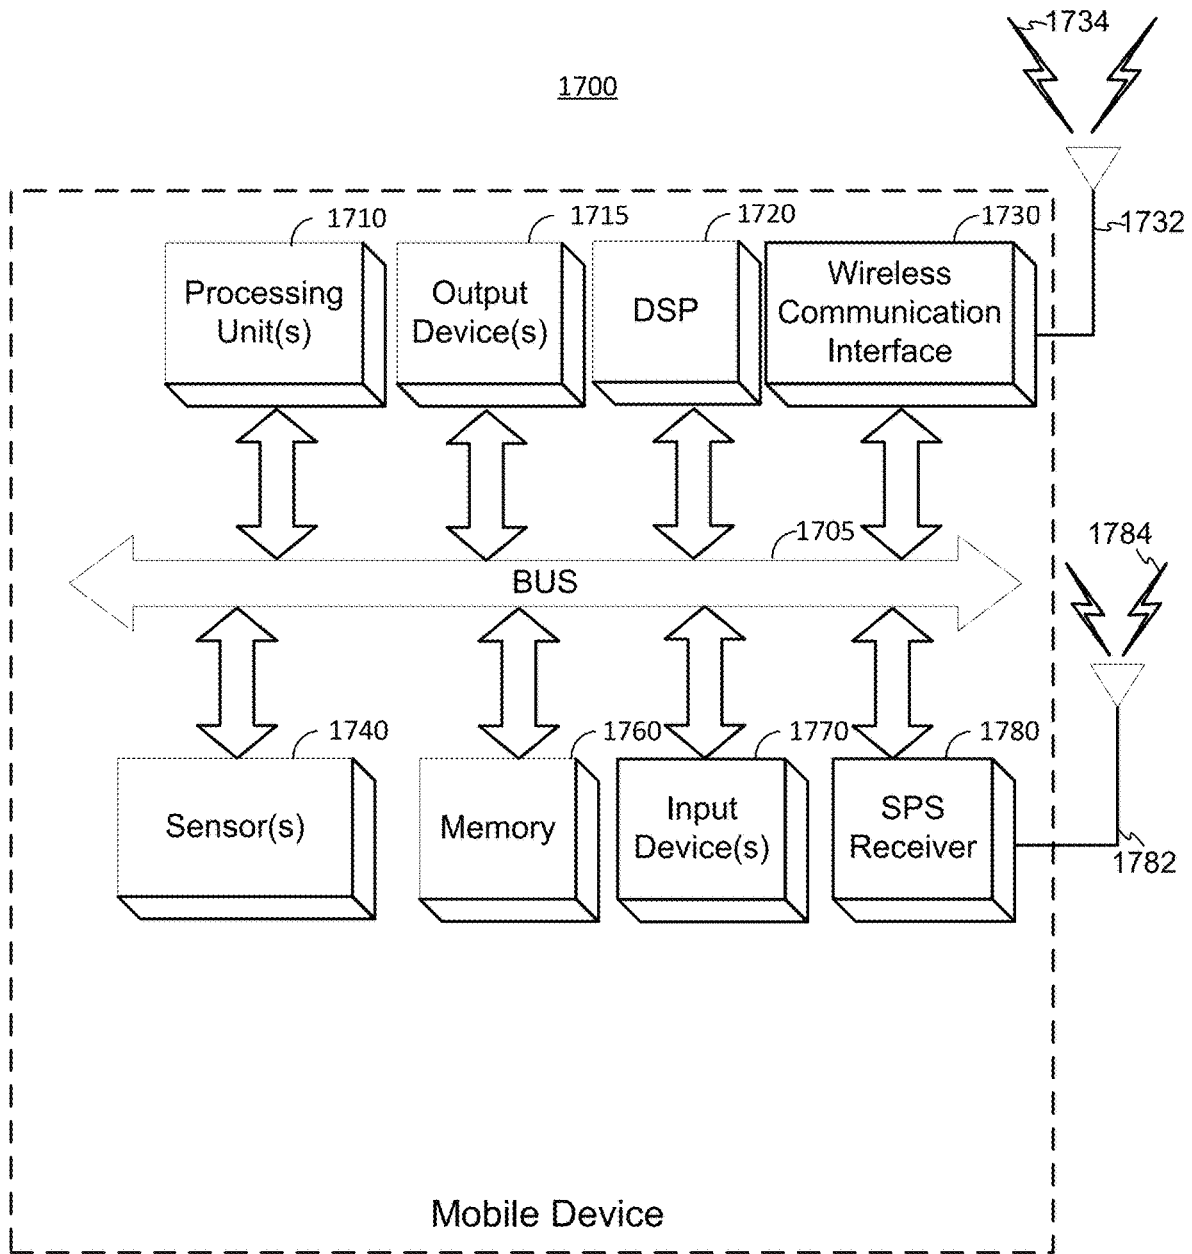 1734
1700
1732
1710
1715
1720
1730
Processing
Unit(s)
Output
Device(s)
DSP
Wireless
Communication
Interface
1705
BUS
1784
1782
1740
1760
1770
1780
Sensor(s)
Memory
Input
Device(s)
SPS
Receiver
Mobile Device